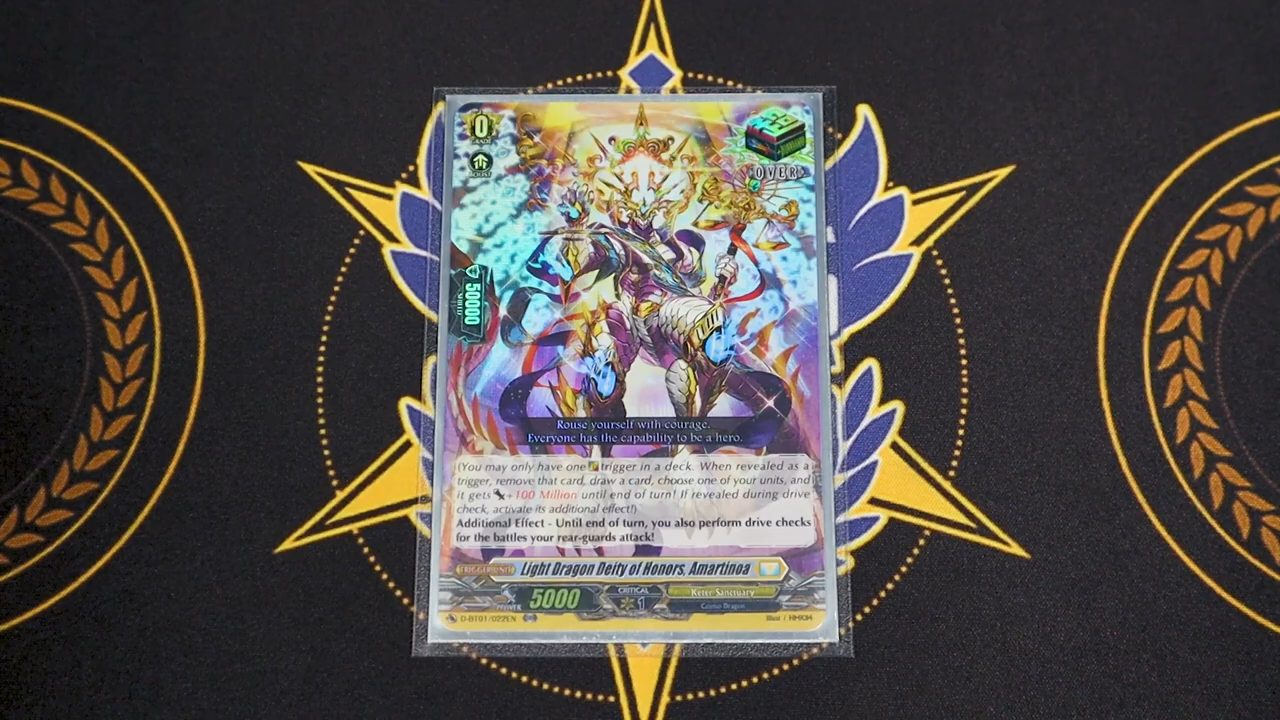 0
GRADE
BOOST
OVER
50000
SHIELD
Rouse yourself with courage.
Everyone has the capability to be a hero.
(You may only have one trigger in a deck. When revealed as a
trigger, remove that card, draw a card, choose one of your units, and
it gets +100 Million until end of turn! If revealed during drive
check, activate its additional effect!)
Additional Effect - Until end of turn, you also perform drive checks
for the battles your rear-guards attack!
TRIGGER UNIT
Light Dragon Deity of Honors, Amartinoa
POWER
5000
CRITICAL
1
Keter Sanctuary
Cosmo Dragon
D-BT01/022EN
Illust / HMK84